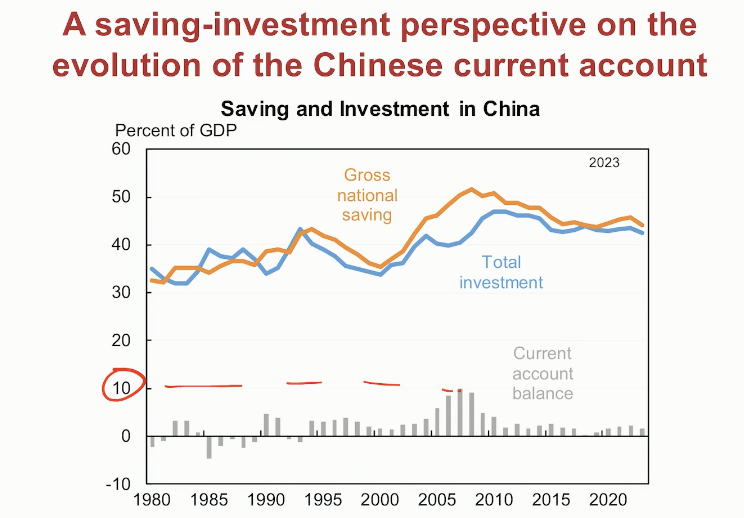 A saving-investment perspective on the
evolution of the Chinese current account
Saving and Investment in China
Percent of GDP
60
50
40
30
20
10
0
-10
2023
Gross
national
saving
Total
investment
Current
account
balance
1980 1985 1990 1995 2000 2005 2010 2015 2020